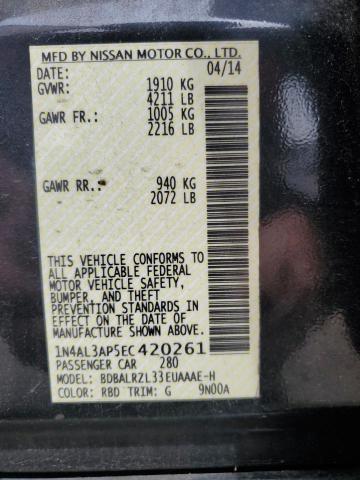 MFD BY NISSAN MOTOR CO., LTD.
DATE: 04/14
GVWR: 1910 KG
4211 LB
GAWR FR.: 1005 KG
2216 LB
GAWR RR: 940 KG
2072 LB
THIS VEHICLE CONFORMS TO
ALL APPLICABLE FEDERAL
MOTOR VEHICLE SAFETY,
BUMPER, AND THEFT
PREVENTION STANDARDS IN
EFFECT ON THE DATE OF
MANUFACTURE SHOWN ABOVE.
1N4AL3AP5EC420261
PASSENGER CAR 280
MODEL: BDBALRZL33EUAAAE-H
COLOR: RBD TRIM: G 9N00A